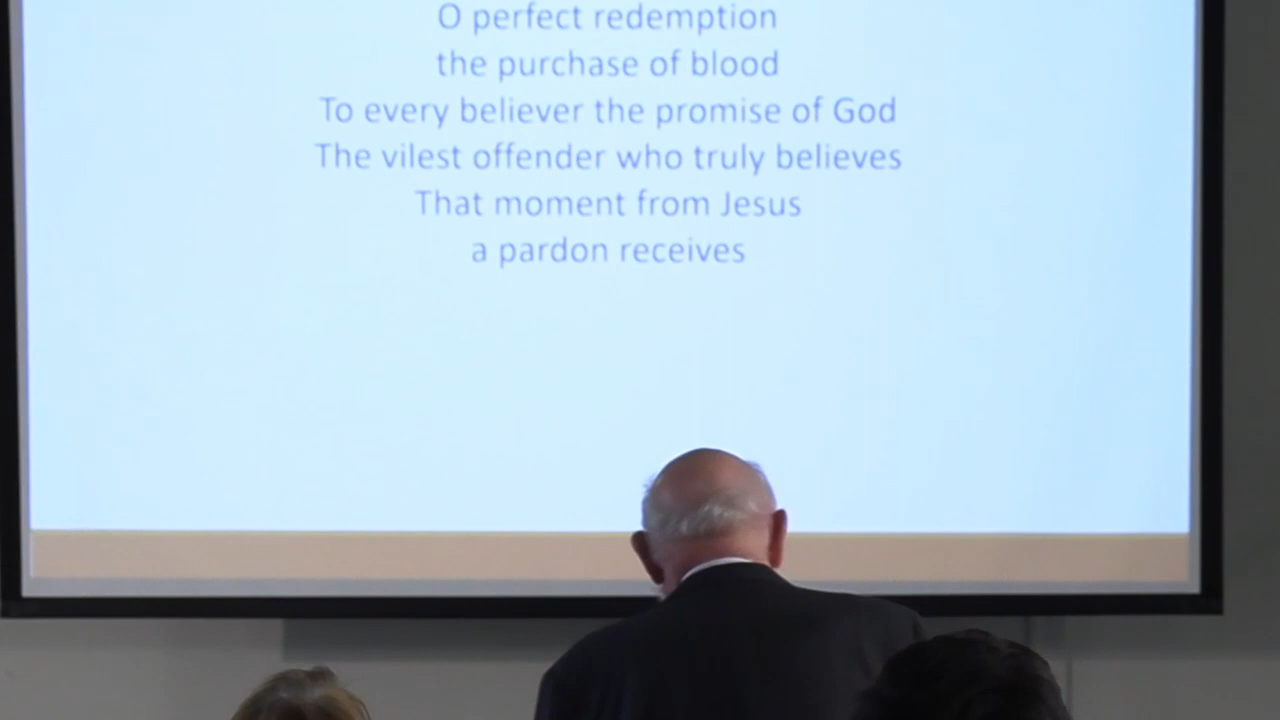 O perfect redemption
the purchase of blood
To every believer the promise of God
The vilest offender who truly believes
That moment from Jesus
a pardon receives